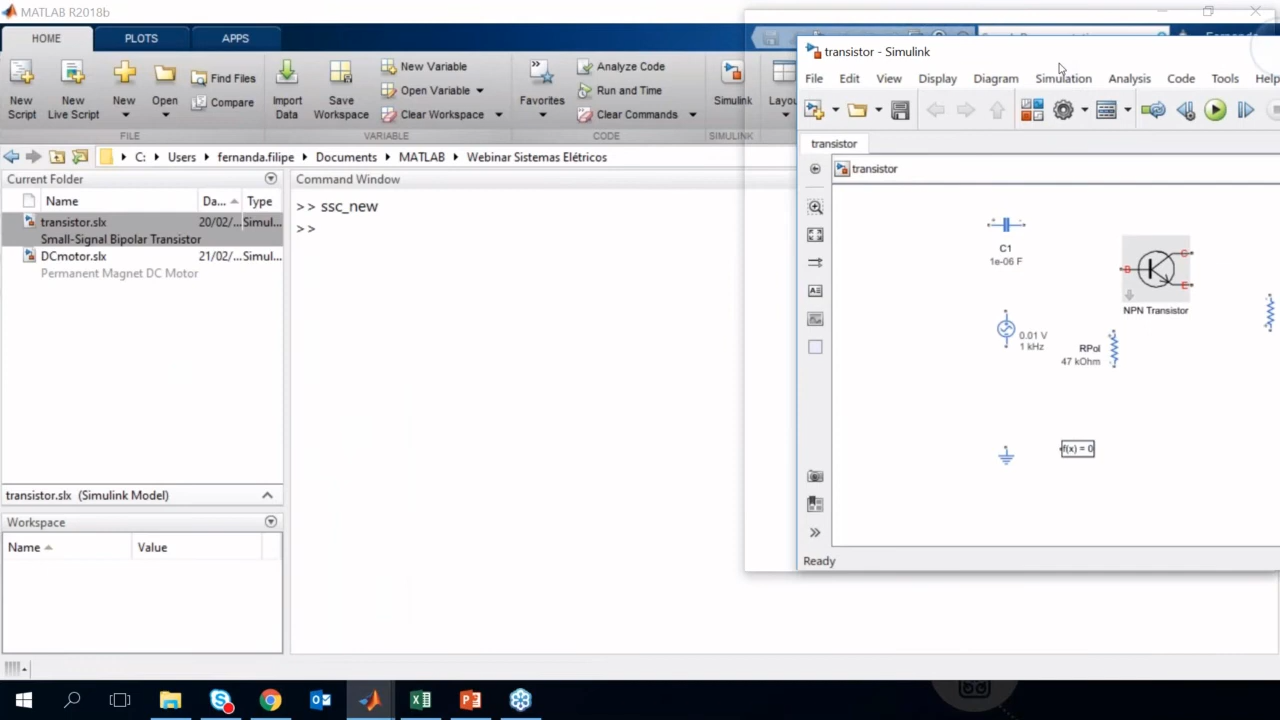 MATLAB R2018b
HOME PLOTS APPS
New Script
New Live Script
New
Open
Find Files
Compare
FILE
Import Data
Save Workspace
New Variable
Open Variable
Clear Workspace
VARIABLE
Favorites
Analyze Code
Run and Time
Clear Commands
CODE
Simulink
SIMULINK
Layou
C: Users fernanda.filipe Documents MATLAB Webinar Sistemas Elétricos
Current Folder
Name Da... Type
transistor.slx 20/02/... Simul...
Small-Signal Bipolar Transistor
DCmotor.slx 21/02/... Simul...
Permanent Magnet DC Motor
transistor.slx (Simulink Model)
Workspace
Name Value
Command Window
>> ssc_new
>>
transistor - Simulink
File Edit View Display Diagram Simulation Analysis Code Tools Help
transistor
transistor
C1
1e-06 F
B
C
E
NPN Transistor
0.01 V
1 kHz
RPol
47 kOhm
f(x) = 0
Ready